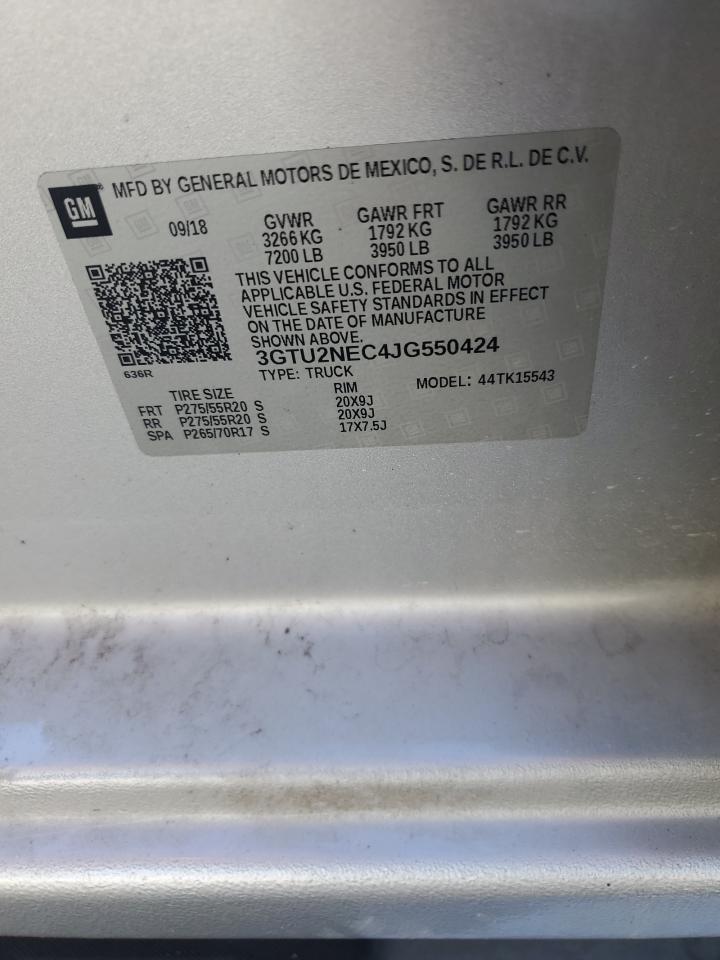 GM
MFD BY GENERAL MOTORS DE MEXICO, S. DE R.L. DE C.V.
09/18 GVWR GAWR FRT GAWR RR
3266 KG 1792 KG 1792 KG
7200 LB 3950 LB 3950 LB
THIS VEHICLE CONFORMS TO ALL
APPLICABLE U.S. FEDERAL MOTOR
VEHICLE SAFETY STANDARDS IN EFFECT
ON THE DATE OF MANUFACTURE
SHOWN ABOVE.
3GTU2NEC4JG550424
636R
TYPE: TRUCK MODEL: 44TK15543
TIRE SIZE RIM
FRT P275/55R20 S 20X9J
RR P275/55R20 S 20X9J
SPA P265/70R17 S 17X7.5J